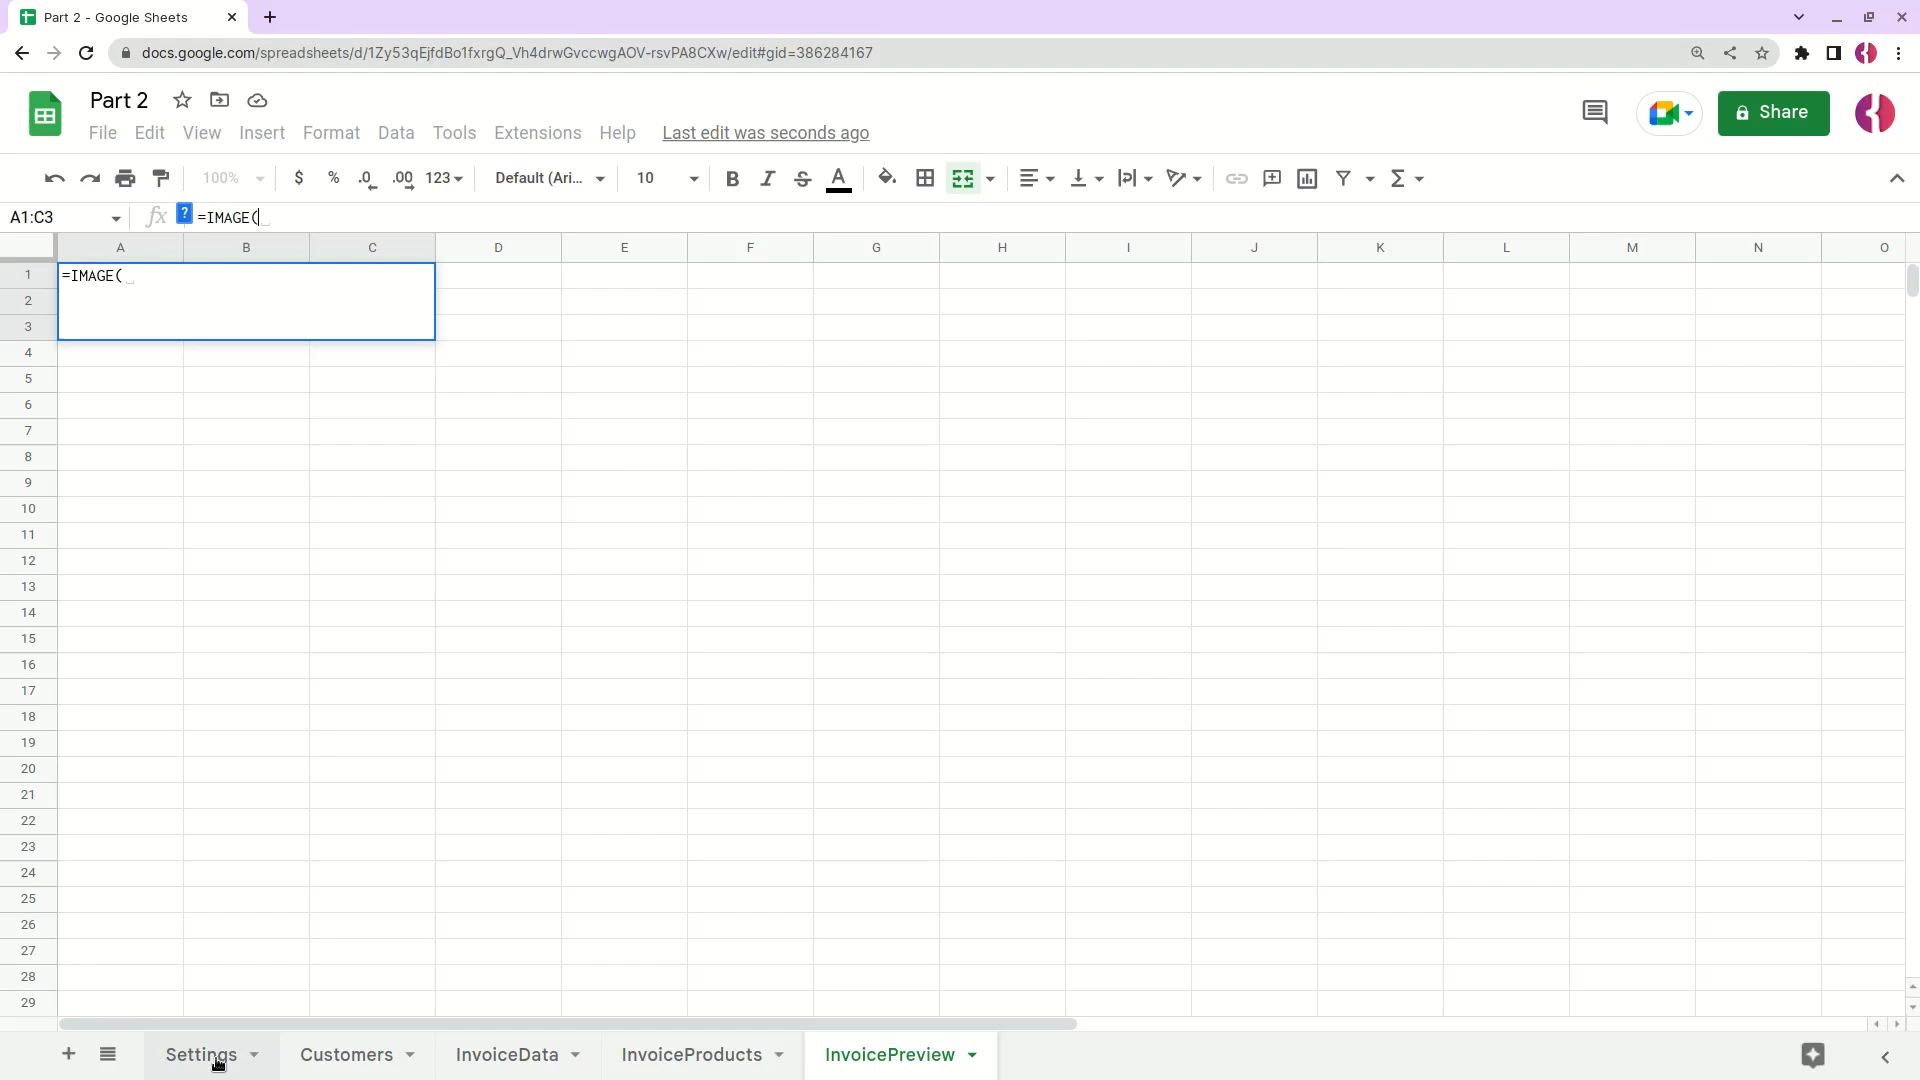 Part 2 - Google Sheets
docs.google.com/spreadsheets/d/1Zy53qEjfdBo1fxrgQ_Vh4drwGvccwgAOV-rsvPA8CXw/edit#gid=386284167
Part 2
File Edit View Insert Format Data Tools Extensions Help Last edit was seconds ago
Share
100% $ % .0 .00 123 Default (Ari... 10 B I S A
A1:C3 fx ? =IMAGE(
A B C D E F G H I J K L M N O
1 =IMAGE(
2
3
4
5
6
7
8
9
10
11
12
13
14
15
16
17
18
19
20
21
22
23
24
25
26
27
28
29
Settings Customers InvoiceData InvoiceProducts InvoicePreview